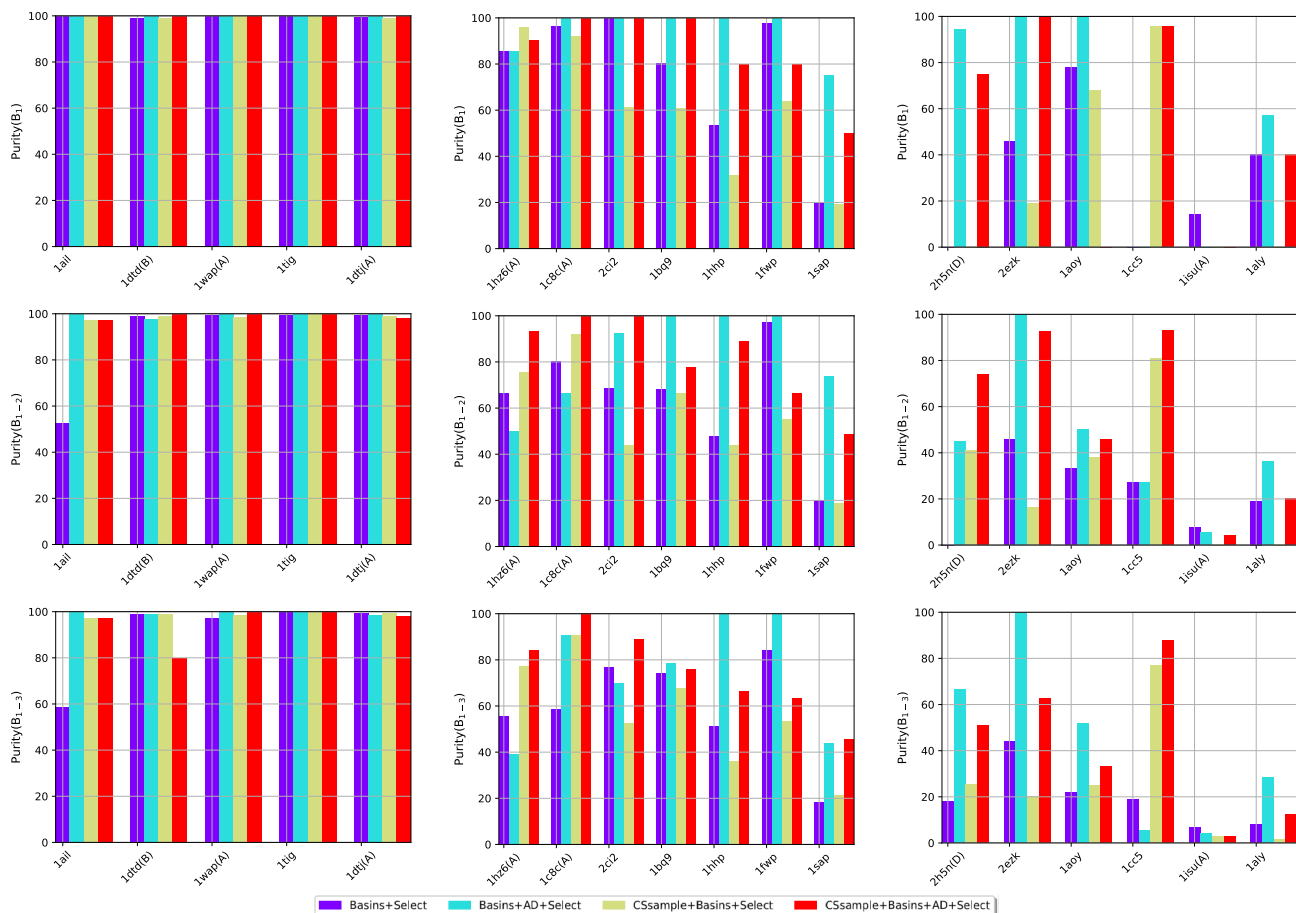 Purity(B₁)
100
80
60
40
20
0
1ail
1dtd(B)
1wap(A)
1tig
1dtj(A)
Purity(B₁)
100
80
60
40
20
0
1hz6(A)
1c8c(A)
2ci2
1bq9
1hhp
1fwp
1sap
Purity(B₁)
100
80
60
40
20
0
2h5n(D)
2ezk
1aoy
1cc5
1isu(A)
1aly
Purity(B₁₋₂)
100
80
60
40
20
0
1ail
1dtd(B)
1wap(A)
1tig
1dtj(A)
Purity(B₁₋₂)
100
80
60
40
20
0
1hz6(A)
1c8c(A)
2ci2
1bq9
1hhp
1fwp
1sap
Purity(B₁₋₂)
100
80
60
40
20
0
2h5n(D)
2ezk
1aoy
1cc5
1isu(A)
1aly
Purity(B₁₋₃)
100
80
60
40
20
0
1ail
1dtd(B)
1wap(A)
1tig
1dtj(A)
Purity(B₁₋₃)
100
80
60
40
20
0
1hz6(A)
1c8c(A)
2ci2
1bq9
1hhp
1fwp
1sap
Purity(B₁₋₃)
100
80
60
40
20
0
2h5n(D)
2ezk
1aoy
1cc5
1isu(A)
1aly
Basins+Select
Basins+AD+Select
CSsample+Basins+Select
CSsample+Basins+AD+Select